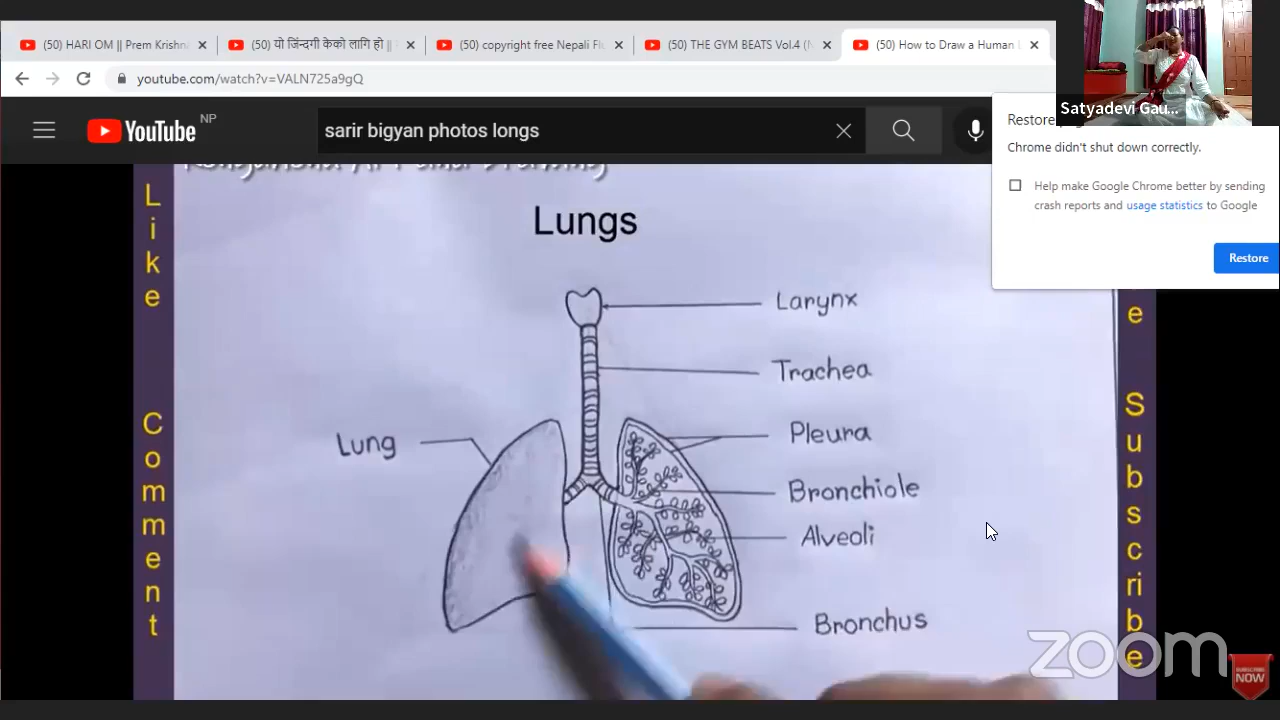 (50) HARI OM || Prem Krishna
(50) यो जिंन्दगी केको लागि हो ||
(50) copyright free Nepali Flu
(50) THE GYM BEATS Vol.4 (
(50) How to Draw a Human L
youtube.com/watch?v=VALN725a9gQ
YouTube NP
sarir bigyan photos longs
Satyadevi Gau...
Restore
Chrome didn't shut down correctly.
Help make Google Chrome better by sending
crash reports and usage statistics to Google
Restore
Like
Comment
Lungs
Larynx
Trachea
Pleura
Lung
Bronchiole
Alveoli
Bronchus
e
Subscribe
zoom
SUBSCRIBE
NOW